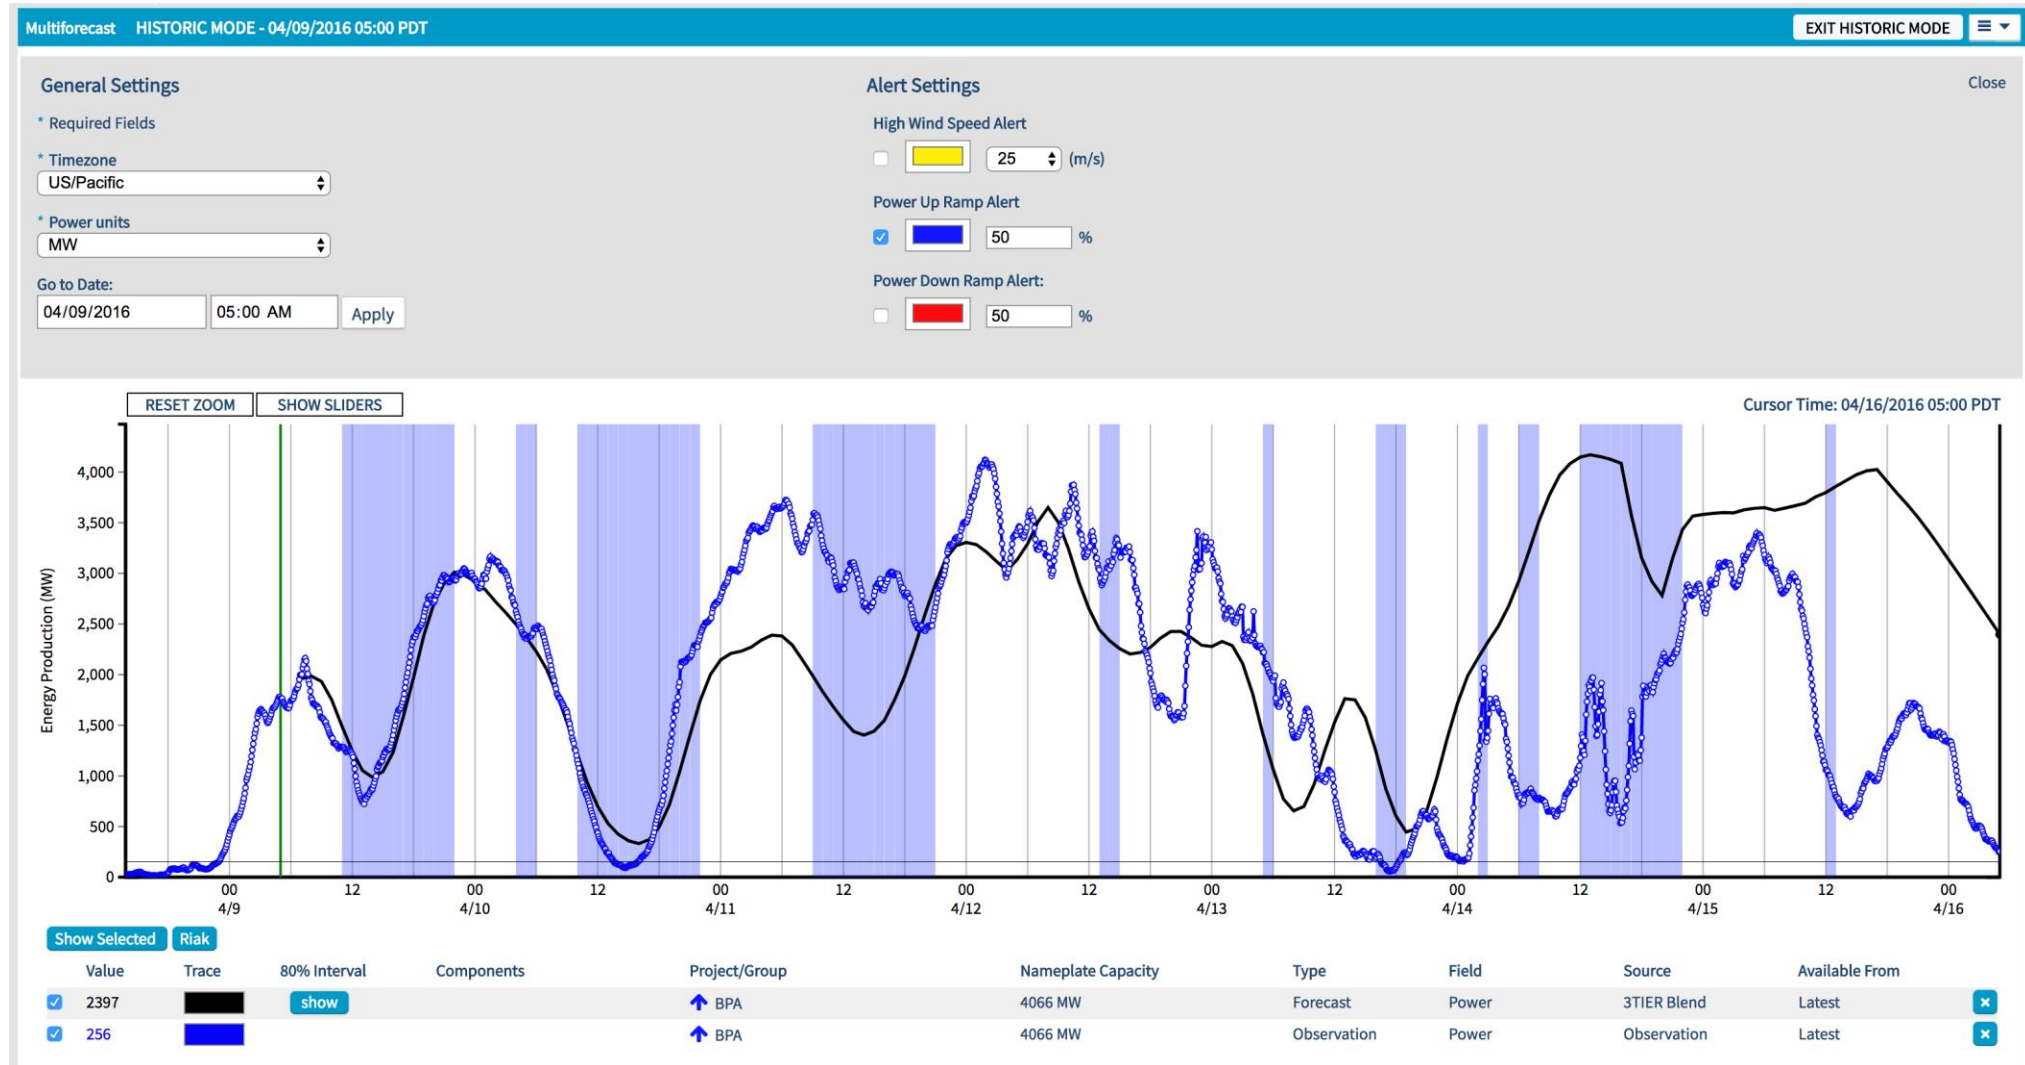 Multiforecast HISTORIC MODE - 04/09/2016 05:00 PDT EXIT HISTORIC MODE
General Settings
* Required Fields
* Timezone
US/Pacific
* Power units
MW
Go to Date:
04/09/2016 05:00 AM Apply
Alert Settings Close
High Wind Speed Alert
25 (m/s)
Power Up Ramp Alert
50 %
Power Down Ramp Alert:
50 %
RESET ZOOM SHOW SLIDERS Cursor Time: 04/16/2016 05:00 PDT
Energy Production (MW)
4,000
3,500
3,000
2,500
2,000
1,500
1,000
500
0
00 12 00 12 00 12 00 12 00 12 00 12 00 12 00
4/9 4/10 4/11 4/12 4/13 4/14 4/15 4/16
Show Selected Riak
Value Trace 80% Interval Components Project/Group Nameplate Capacity Type Field Source Available From
2397 show BPA 4066 MW Forecast Power 3TIER Blend Latest
256 BPA 4066 MW Observation Power Observation Latest